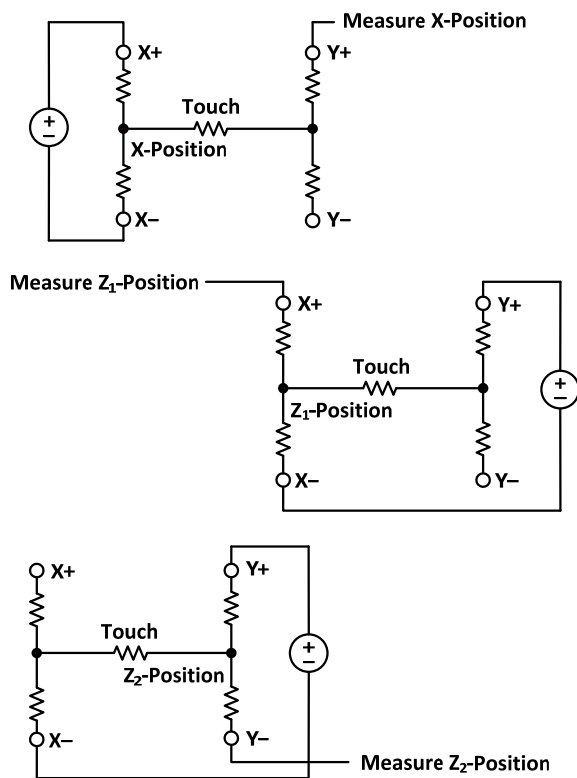 Measure X-Position
X+
Y+
Touch
X-Position
X−
Y−
Measure Z₁-Position
X+
Y+
Touch
Z₁-Position
X−
Y−
X+
Y+
Touch
Z₂-Position
X−
Y−
Measure Z₂-Position